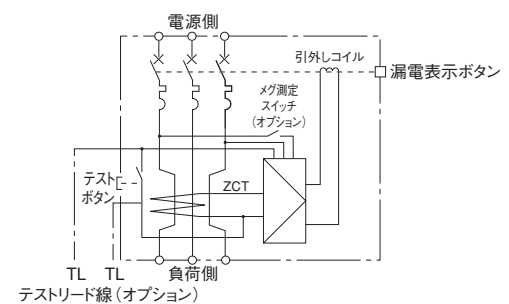 電源側
引外しコイル
漏電表示ボタン
メグ測定
スイッチ
(オプション)
テスト
ボタン
ZCT
TL TL
負荷側
テストリード線(オプション)